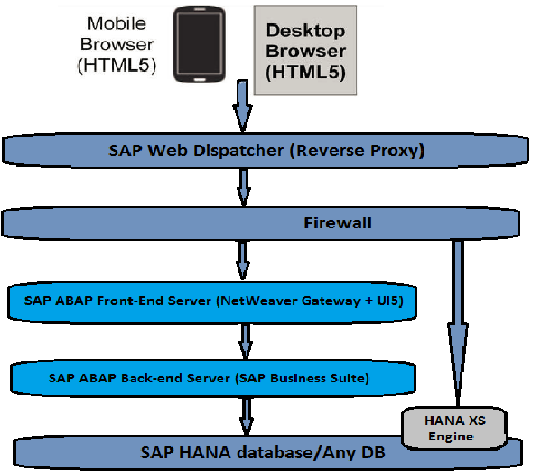 Mobile
Browser
(HTML5)
Desktop
Browser
(HTML5)
SAP Web Dispatcher (Reverse Proxy)
Firewall
SAP ABAP Front-End Server (NetWeaver Gateway + UI5)
SAP ABAP Back-end Server (SAP Business Suite)
HANA XS
Engine
SAP HANA database/Any DB